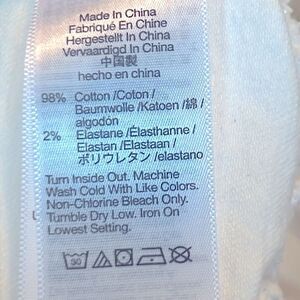 Made In China
Fabriqué En Chine
Hergestellt In China
Vervaardigd In China
中国製
hecho en china
98% Cotton /Coton /
Baumwolle /Katoen /綿 /
algodón
2% Elastane /Élasthanne /
Elastan /Elastaan /
ポリウレタン /elastano
Turn Inside Out. Machine
Wash Cold With Like Colors.
Non-Chlorine Bleach Only.
Tumble Dry Low. Iron On
Lowest Setting.
30